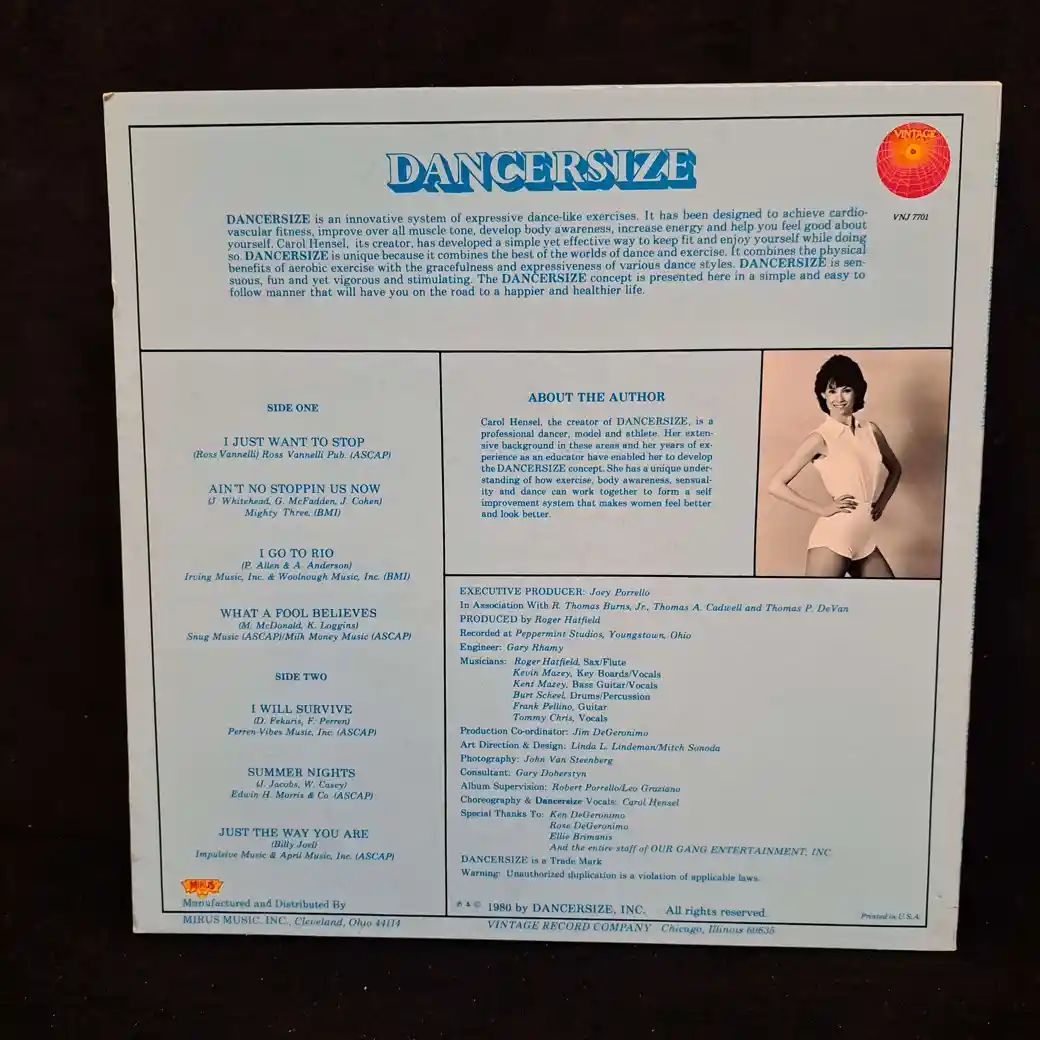 DANCERSIZE
VINTAGE
VNJ 7701
DANCERSIZE is an innovative system of expressive dance-like exercises. It has been designed to achieve cardio-
vascular fitness, improve over all muscle tone, develop body awareness, increase energy and help you feel good about
yourself. Carol Hensel, its creator, has developed a simple yet effective way to keep fit and enjoy yourself while doing
so. DANCERSIZE is unique because it combines the best of the worlds of dance and exercise. It combines the physical
benefits of aerobic exercise with the gracefulness and expressiveness of various dance styles. DANCERSIZE is sen-
suous, fun and yet vigorous and stimulating. The DANCERSIZE concept is presented here in a simple and easy to
follow manner that will have you on the road to a happier and healthier life.
SIDE ONE
I JUST WANT TO STOP
(Ross Vannelli) Ross Vannelli Pub. (ASCAP)
AIN'T NO STOPPIN US NOW
(J. Whitehead, G. McFadden, J. Cohen)
Mighty Three, (BMI)
I GO TO RIO
(P. Allen & A. Anderson)
Irving Music, Inc. & Woolnough Music, Inc. (BMI)
WHAT A FOOL BELIEVES
(M. McDonald, K. Loggins)
Snug Music (ASCAP)/Milk Money Music (ASCAP)
SIDE TWO
I WILL SURVIVE
(D. Fekaris, F. Perren)
Perren-Vibes Music, Inc. (ASCAP)
SUMMER NIGHTS
(J. Jacobs, W. Casey)
Edwin H. Morris & Co. (ASCAP)
JUST THE WAY YOU ARE
(Billy Joel)
Impulsive Music & April Music, Inc. (ASCAP)
MIRUS
Manufactured and Distributed By
MIRUS MUSIC, INC., Cleveland, Ohio 44114
ABOUT THE AUTHOR
Carol Hensel, the creator of DANCERSIZE, is a
professional dancer, model and athlete. Her exten-
sive background in these areas and her years of ex-
perience as an educator have enabled her to develop
the DANCERSIZE concept. She has a unique under-
standing of how exercise, body awareness, sensual-
ity and dance can work together to form a self
improvement system that makes women feel better
and look better.
EXECUTIVE PRODUCER: Joey Porrello
In Association With R. Thomas Burns, Jr., Thomas A. Cadwell and Thomas P. DeVan
PRODUCED by Roger Hatfield
Recorded at Peppermint Studios, Youngstown, Ohio
Engineer: Gary Rhamy
Musicians: Roger Hatfield, Sax/Flute
Kevin Mazey, Key Boards/Vocals
Kent Mazey, Bass Guitar/Vocals
Burt Scheel, Drums/Percussion
Frank Pellino, Guitar
Tommy Chris, Vocals
Production Co-ordinator: Jim DeGeronimo
Art Direction & Design: Linda L. Lindeman/Mitch Sonoda
Photography: John Van Steenberg
Consultant: Gary Doberstyn
Album Supervision: Robert Porrello/Leo Graziano
Choreography & Dancersize Vocals: Carol Hensel
Special Thanks To: Ken DeGeronimo
Rose DeGeronimo
Ellie Brimanis
And the entire staff of OUR GANG ENTERTAINMENT, INC
DANCERSIZE is a Trade Mark
Warning: Unauthorized duplication is a violation of applicable laws.
℗ & © 1980 by DANCERSIZE, INC. All rights reserved
VINTAGE RECORD COMPANY Chicago, Illinois 60635
Printed in U.S.A.